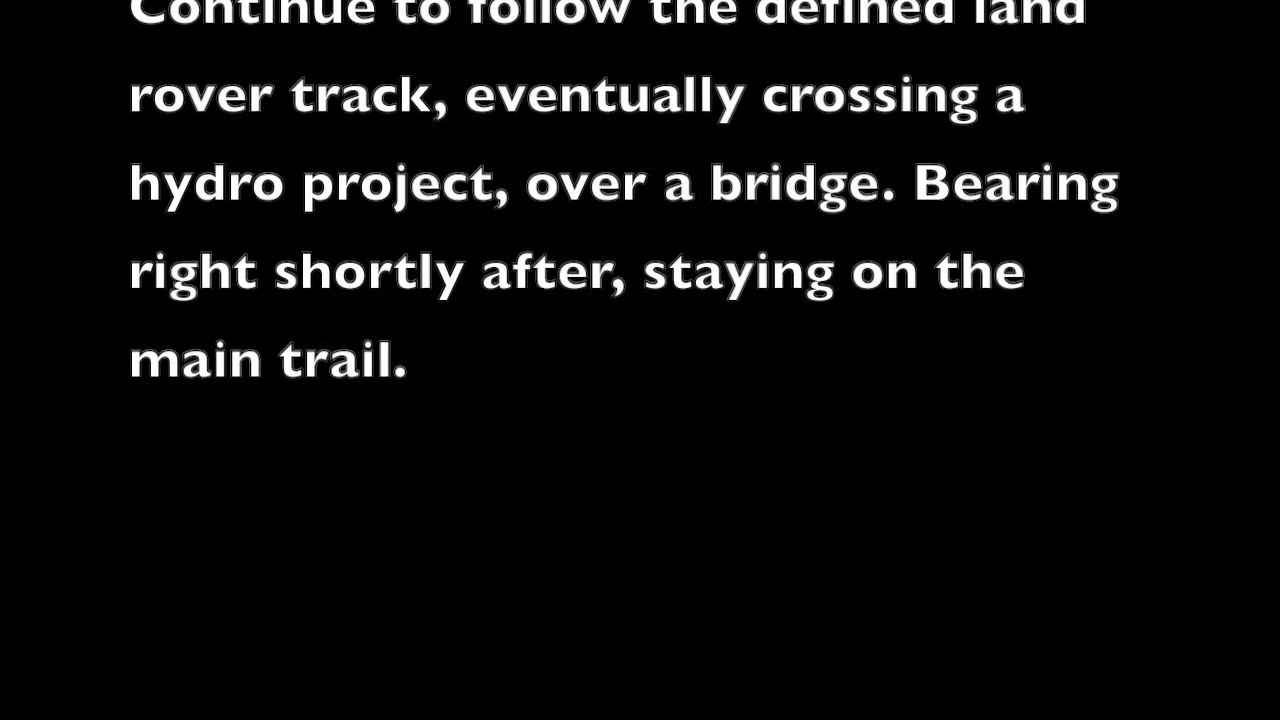 Continue to follow the defined land
rover track, eventually crossing a
hydro project, over a bridge. Bearing
right shortly after, staying on the
main trail.